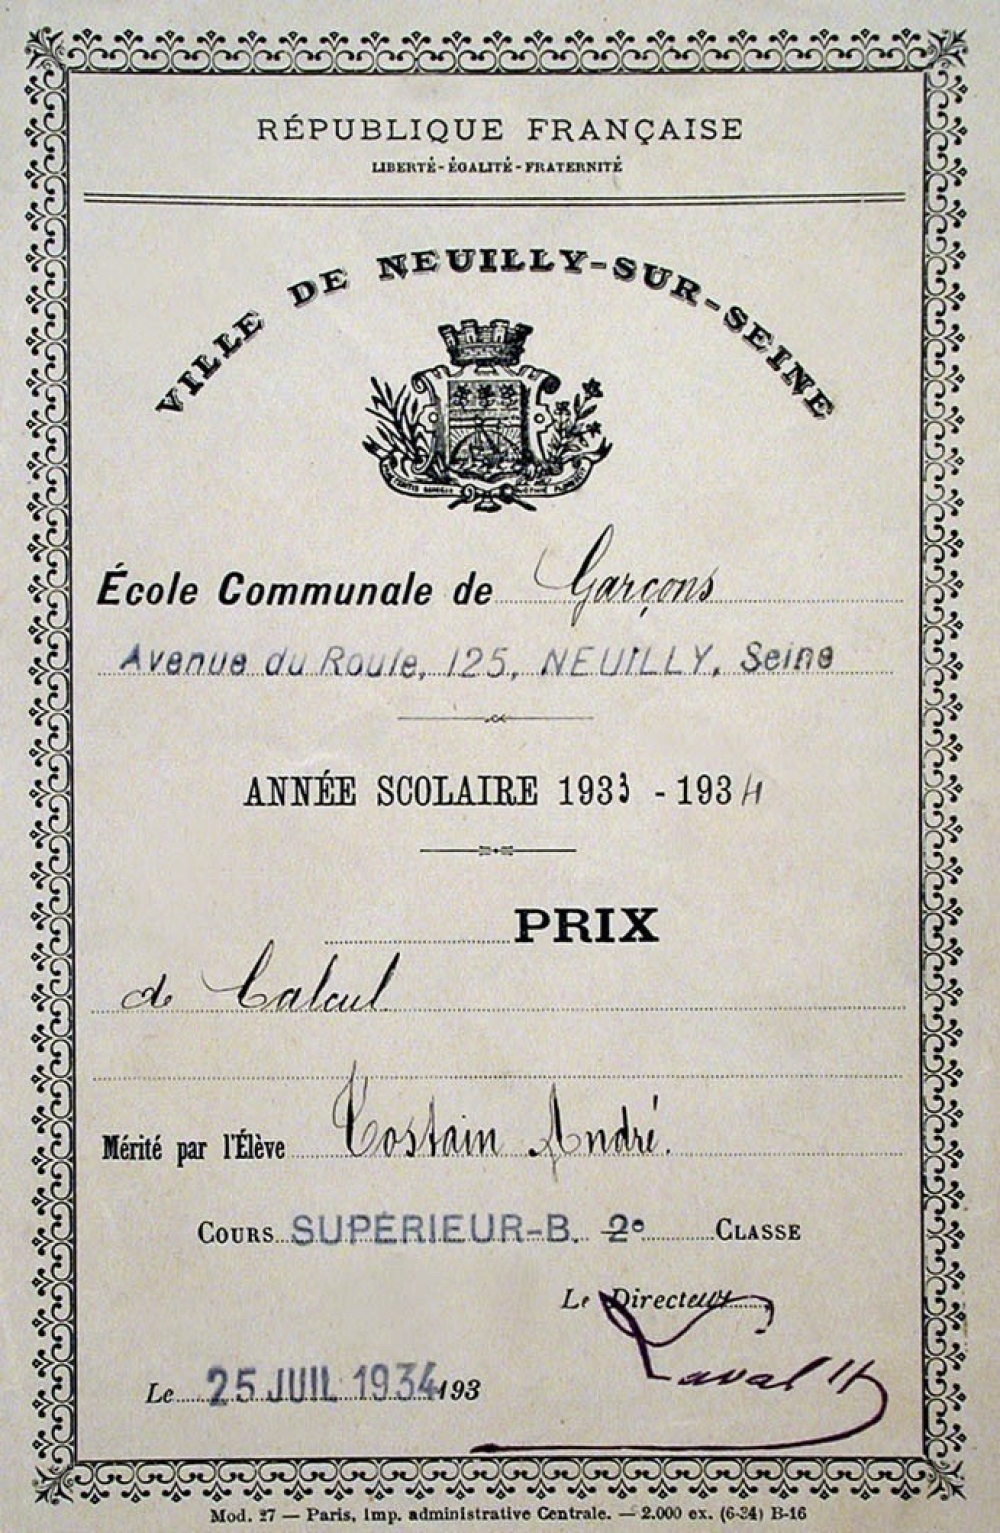 RÉPUBLIQUE FRANÇAISE
LIBERTÉ - ÉGALITÉ - FRATERNITÉ
VILLE DE NEUILLY-SUR-SEINE
École Communale de Garçons
Avenue du Roule, 125, NEUILLY, Seine
ANNÉE SCOLAIRE 1933 - 1934
PRIX
de Calcul
Mérité par l'Élève Costain André.
COURS SUPÉRIEUR-B. 2e CLASSE
Le Directeur
Laval
Le 25 JUIL 1934 193
Mod. 27 — Paris, Imp. administrative Centrale. — 2.000 ex. (6-34) B-16